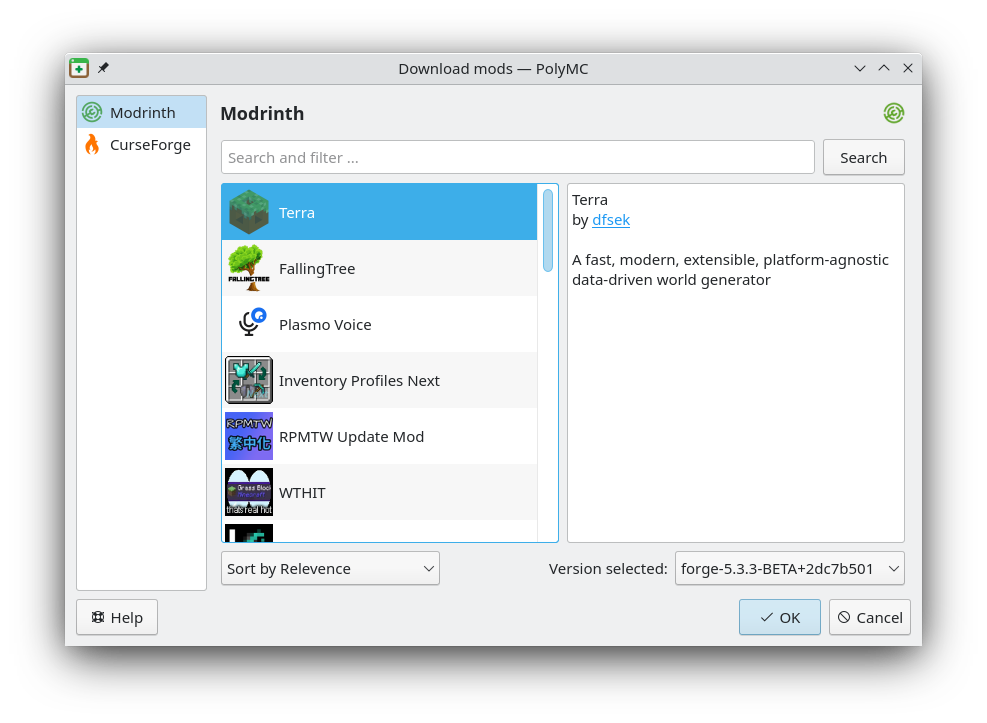 Download mods — PolyMC
Modrinth
CurseForge
Modrinth
Search and filter ...
Search
Terra
FALLINGTREE
FallingTree
Plasmo Voice
Inventory Profiles Next
RPMTW
繁中化
RPMTW Update Mod
Grass Block
Minecraft
thats real hot
WTHIT
Terra
by dfsek
A fast, modern, extensible, platform-agnostic
data-driven world generator
Sort by Relevence
Version selected:
forge-5.3.3-BETA+2dc7b501
Help
OK
Cancel